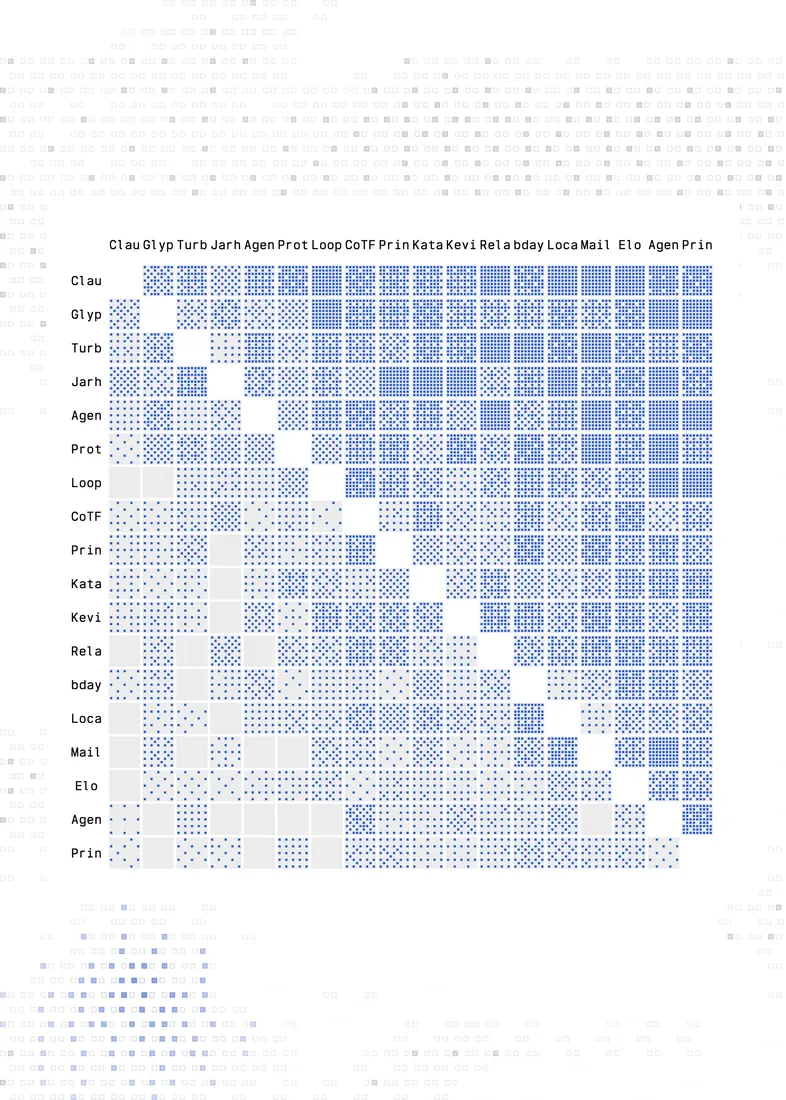 Clau Glyp Turb Jarh Agen Prot Loop CoTF Prin Kata Kevi Rela bday Loca Mail Elo Agen Prin
Clau
Glyp
Turb
Jarh
Agen
Prot
Loop
CoTF
Prin
Kata
Kevi
Rela
bday
Loca
Mail
Elo
Agen
Prin